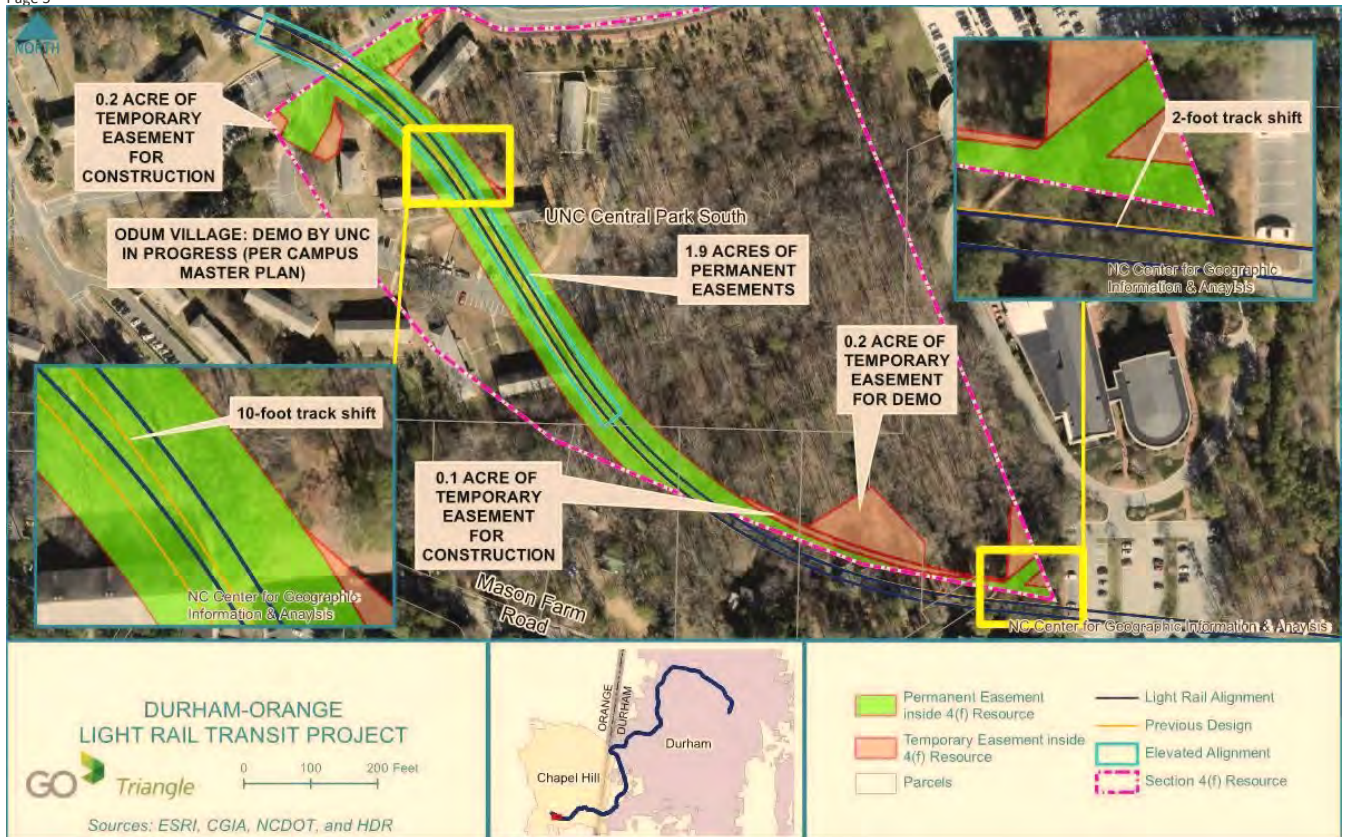 Page 5
NORTH
0.2 ACRE OF
TEMPORARY
EASEMENT
FOR
CONSTRUCTION
ODUM VILLAGE: DEMO BY UNC
IN PROGRESS (PER CAMPUS
MASTER PLAN)
UNC Central Park South
1.9 ACRES OF
PERMANENT
EASEMENTS
2-foot track shift
NC Center for Geographic
Information & Anaylsis
0.2 ACRE OF
TEMPORARY
EASEMENT
FOR DEMO
10-foot track shift
NC Center for Geographic
Information & Anaylsis
0.1 ACRE OF
TEMPORARY
EASEMENT
FOR
CONSTRUCTION
Mason Farm
Road
NC Center for Geographic Information & Anaylsis
DURHAM-ORANGE
LIGHT RAIL TRANSIT PROJECT
GO Triangle
0 100 200 Feet
Sources: ESRI, CGIA, NCDOT, and HDR
ORANGE
DURHAM
Durham
Chapel Hill
Permanent Easement
inside 4(f) Resource
Temporary Easement inside
4(f) Resource
Parcels
Light Rail Alignment
Previous Design
Elevated Alignment
Section 4(f) Resource